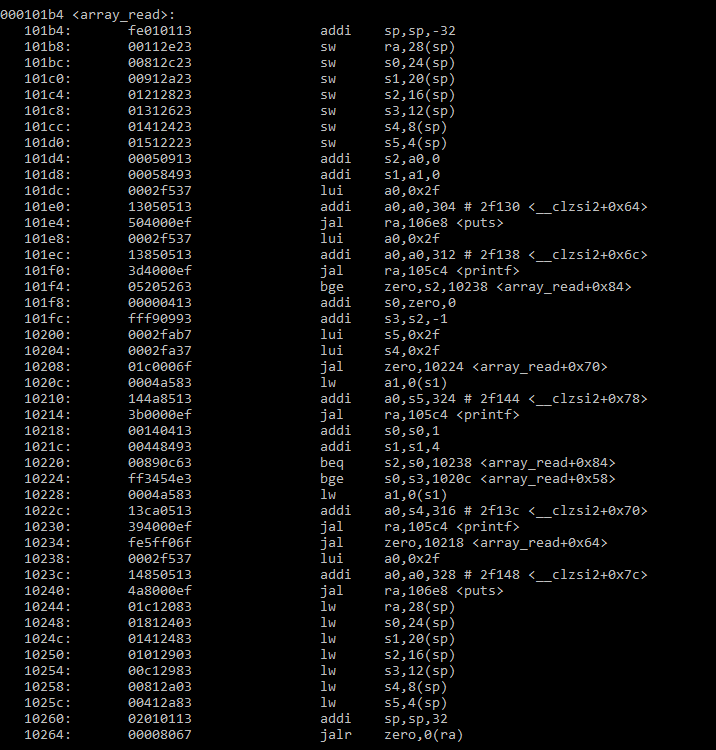 000101b4 <array_read>:
101b4: fe010113 addi sp,sp,-32
101b8: 00112e23 sw ra,28(sp)
101bc: 00812c23 sw s0,24(sp)
101c0: 00912a23 sw s1,20(sp)
101c4: 01212823 sw s2,16(sp)
101c8: 01312623 sw s3,12(sp)
101cc: 01412423 sw s4,8(sp)
101d0: 01512223 sw s5,4(sp)
101d4: 00050913 addi s2,a0,0
101d8: 00058493 addi s1,a1,0
101dc: 0002f537 lui a0,0x2f
101e0: 13050513 addi a0,a0,304 # 2f130 <__clzsi2+0x64>
101e4: 504000ef jal ra,106e8 <puts>
101e8: 0002f537 lui a0,0x2f
101ec: 13850513 addi a0,a0,312 # 2f138 <__clzsi2+0x6c>
101f0: 3d4000ef jal ra,105c4 <printf>
101f4: 05205263 bge zero,s2,10238 <array_read+0x84>
101f8: 00000413 addi s0,zero,0
101fc: fff90993 addi s3,s2,-1
10200: 0002fab7 lui s5,0x2f
10204: 0002fa37 lui s4,0x2f
10208: 01c0006f jal zero,10224 <array_read+0x70>
1020c: 0004a583 lw a1,0(s1)
10210: 144a8513 addi a0,s5,324 # 2f144 <__clzsi2+0x78>
10214: 3b0000ef jal ra,105c4 <printf>
10218: 00140413 addi s0,s0,1
1021c: 00448493 addi s1,s1,4
10220: 00890c63 beq s2,s0,10238 <array_read+0x84>
10224: ff3454e3 bge s0,s3,1020c <array_read+0x58>
10228: 0004a583 lw a1,0(s1)
1022c: 13ca0513 addi a0,s4,316 # 2f13c <__clzsi2+0x70>
10230: 394000ef jal ra,105c4 <printf>
10234: fe5ff06f jal zero,10218 <array_read+0x64>
10238: 0002f537 lui a0,0x2f
1023c: 14850513 addi a0,a0,328 # 2f148 <__clzsi2+0x7c>
10240: 4a8000ef jal ra,106e8 <puts>
10244: 01c12083 lw ra,28(sp)
10248: 01812403 lw s0,24(sp)
1024c: 01412483 lw s1,20(sp)
10250: 01012903 lw s2,16(sp)
10254: 00c12983 lw s3,12(sp)
10258: 00812a03 lw s4,8(sp)
1025c: 00412a83 lw s5,4(sp)
10260: 02010113 addi sp,sp,32
10264: 00008067 jalr zero,0(ra)